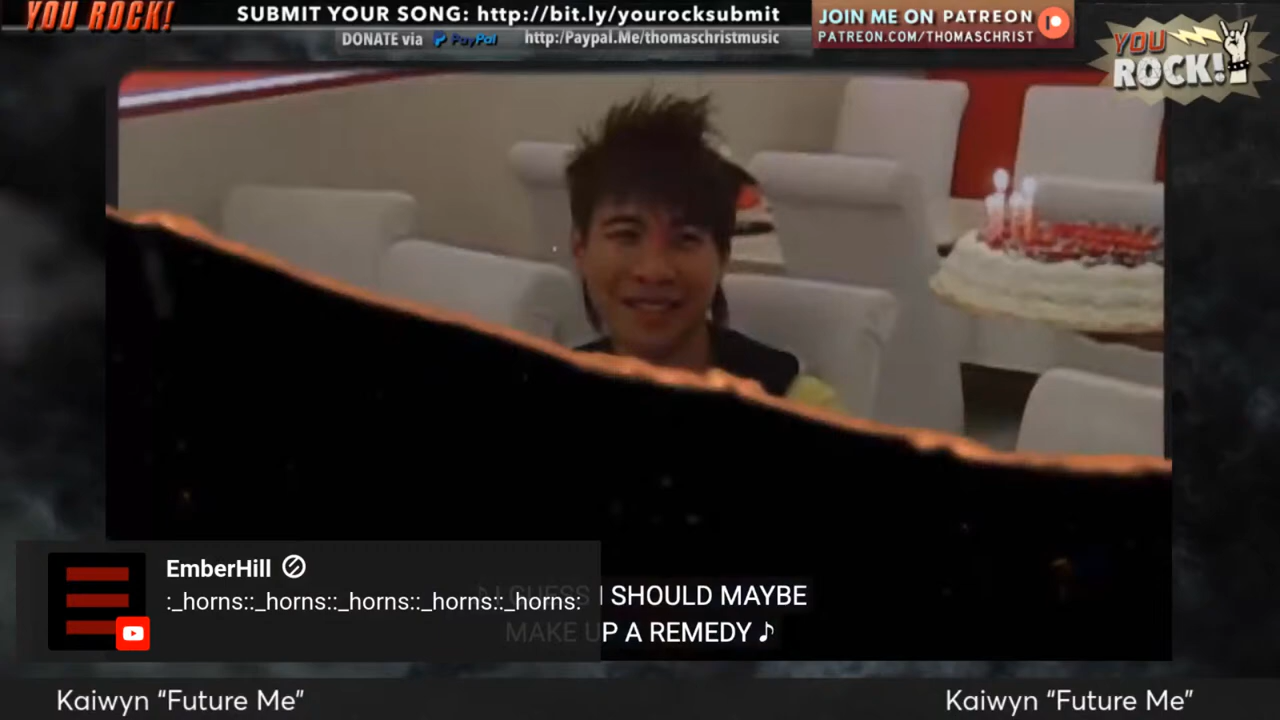 YOU ROCK!
SUBMIT YOUR SONG: http://bit.ly/yourocksubmit
DONATE via PayPal http:/Paypal.Me/thomaschristmusic
JOIN ME ON PATREON
PATREON.COM/THOMASCHRIST
YOU
ROCK!
EmberHill
:_horns::_horns::_horns::_horns::_horns:
♪ I GUESS I SHOULD MAYBE
MAKE UP A REMEDY ♪
Kaiwyn “Future Me”
Kaiwyn “Future Me”